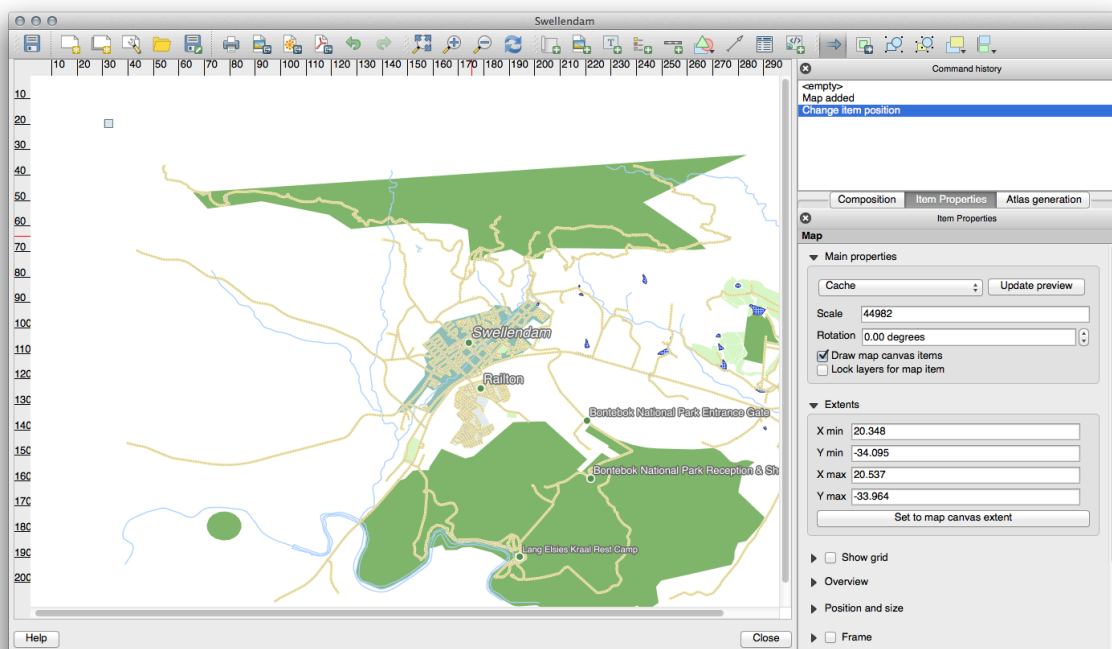 Swellendam
10 20 30 40 50 60 70 80 90 100 110 120 130 140 150 160 170 180 190 200 210 220 230 240 250 260 270 280 290
Command history
<empty>
Map added
Change item position
Composition Item Properties Atlas generation
Item Properties
Map
Main properties
Cache Update preview
Scale 44982
Rotation 0.00 degrees
Draw map canvas items
Lock layers for map item
Extents
X min 20.348
Y min -34.095
X max 20.537
Y max -33.964
Set to map canvas extent
Show grid
Overview
Position and size
Frame
10
20
30
40
50
60
70
80
90
100
110
120
130
140
150
160
170
180
190
200
Swellendam
Railton
Bontebok National Park Entrance Gate
Bontebok National Park Reception & Sh
Lang Elsies Kraal Rest Camp
Help Close